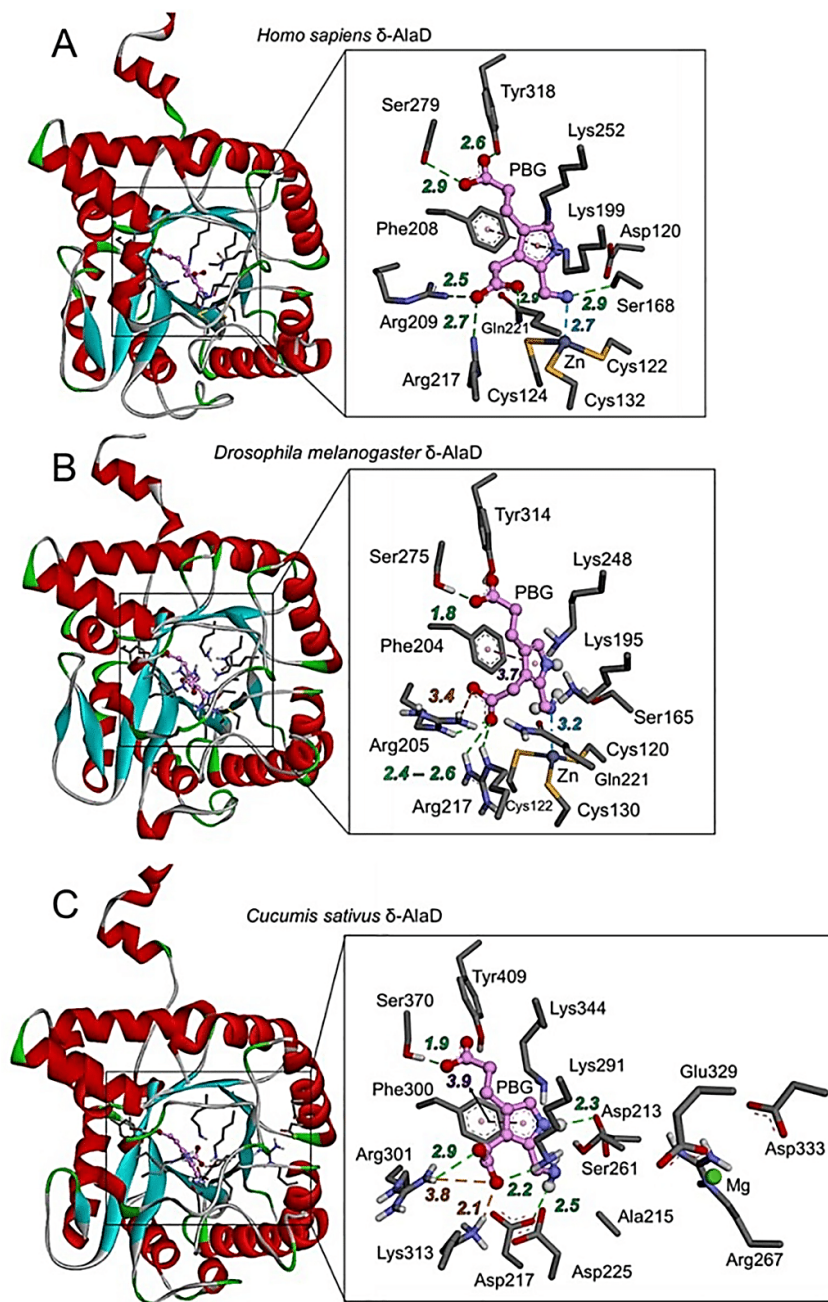 A
Homo sapiens δ-AlaD
Tyr318
Ser279
2.6
PBG
Lys252
2.9
Phe208
Lys199
Asp120
2.5
2.9
2.9
Arg209
2.7
Gln221
2.7
Ser168
Zn
Arg217
Cys122
Cys124
Cys132
B
Drosophila melanogaster δ-AlaD
Tyr314
Ser275
PBG
Lys248
1.8
Phe204
3.7
Lys195
3.4
3.2
Ser165
Arg205
Cys120
2.4 – 2.6
Zn
Gln221
Arg217
Cys122
Cys130
C
Cucumis sativus δ-AlaD
Tyr409
Ser370
Lys344
1.9
Lys291
Glu329
3.9
PBG
Phe300
2.3
Asp213
Asp333
2.9
Arg301
Ser261
3.8
2.2
Mg
2.1
2.5
Ala215
Lys313
Arg267
Asp217
Asp225